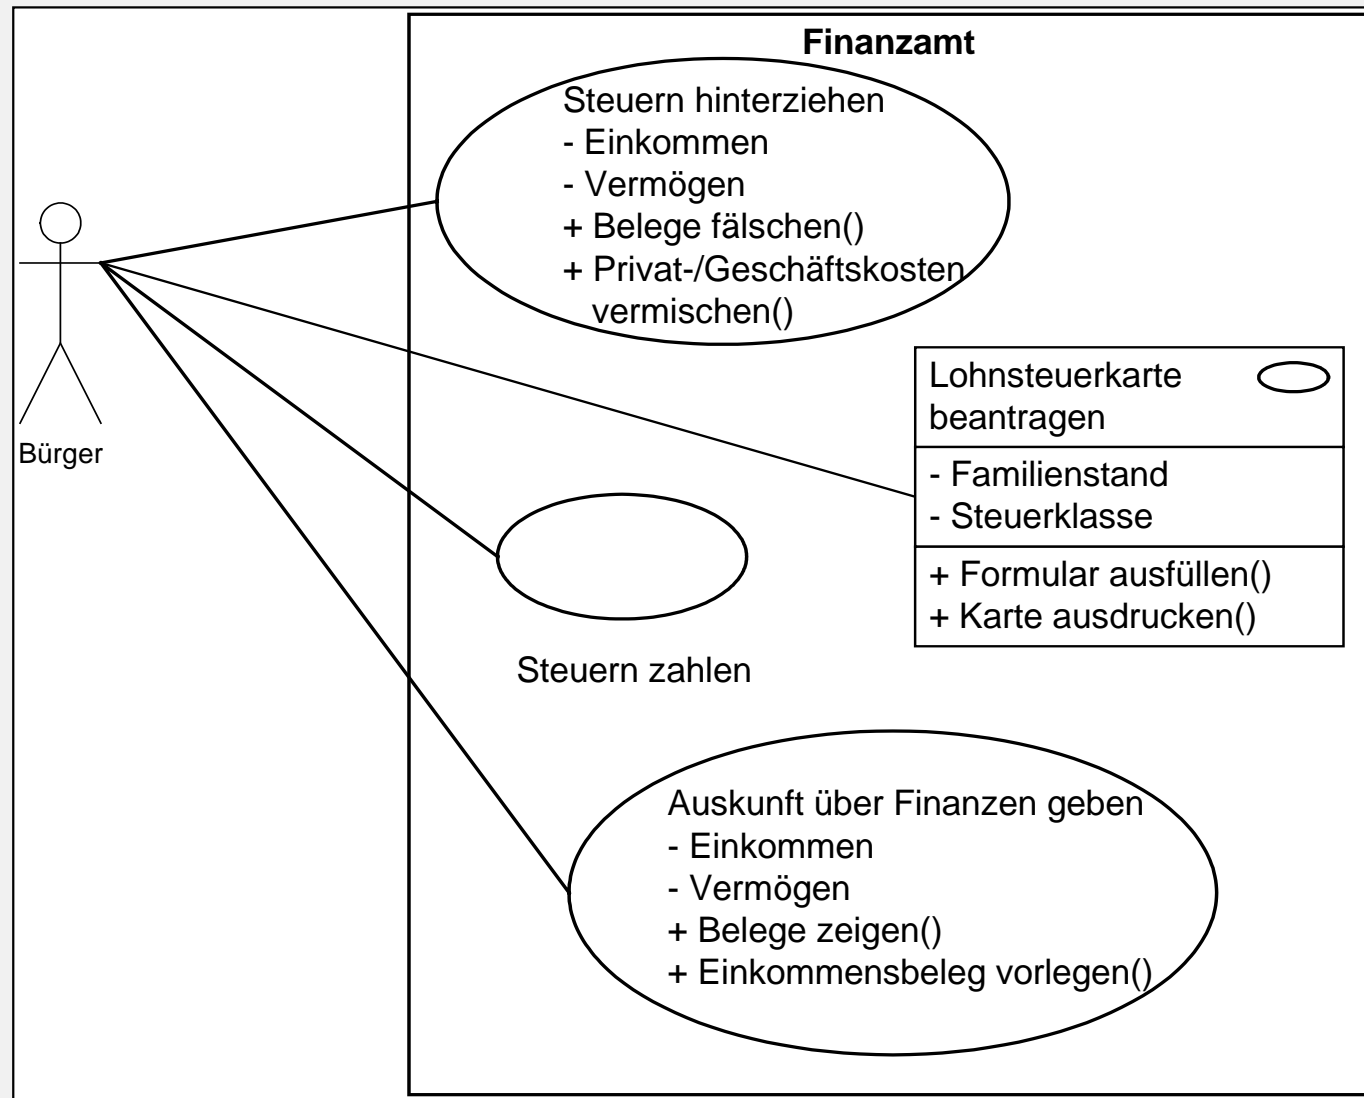 Finanzamt
Steuern hinterziehen
- Einkommen
- Vermögen
+ Belege fälschen()
+ Privat-/Geschäftskosten
vermischen()
Bürger
Lohnsteuerkarte
beantragen
- Familienstand
- Steuerklasse
+ Formular ausfüllen()
+ Karte ausdrucken()
Steuern zahlen
Auskunft über Finanzen geben
- Einkommen
- Vermögen
+ Belege zeigen()
+ Einkommensbeleg vorlegen()